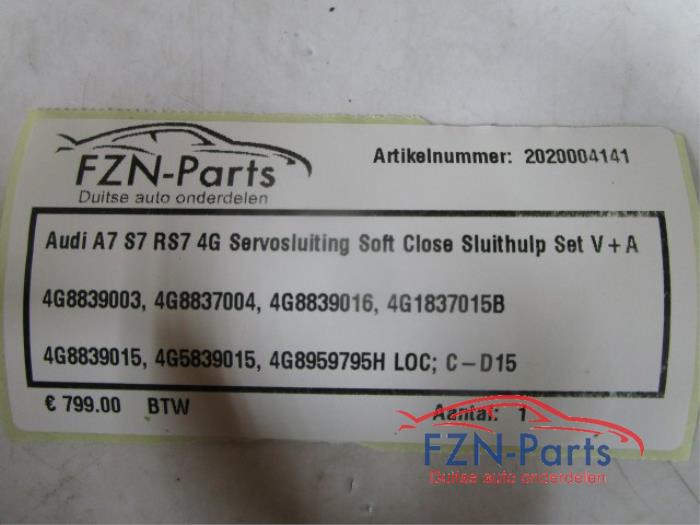 FZN-Parts
Duitse auto onderdelen
Artikelnummer: 2020004141
Audi A7 S7 RS7 4G Servosluiting Soft Close Sluithulp Set V+A
4G8839003, 4G8837004, 4G8839016, 4G1837015B
4G8839015, 4G5839015, 4G8959795H LOC; C-D15
€ 799.00 BTW Aantal: 1
FZN-Parts
Duitse auto onderdelen